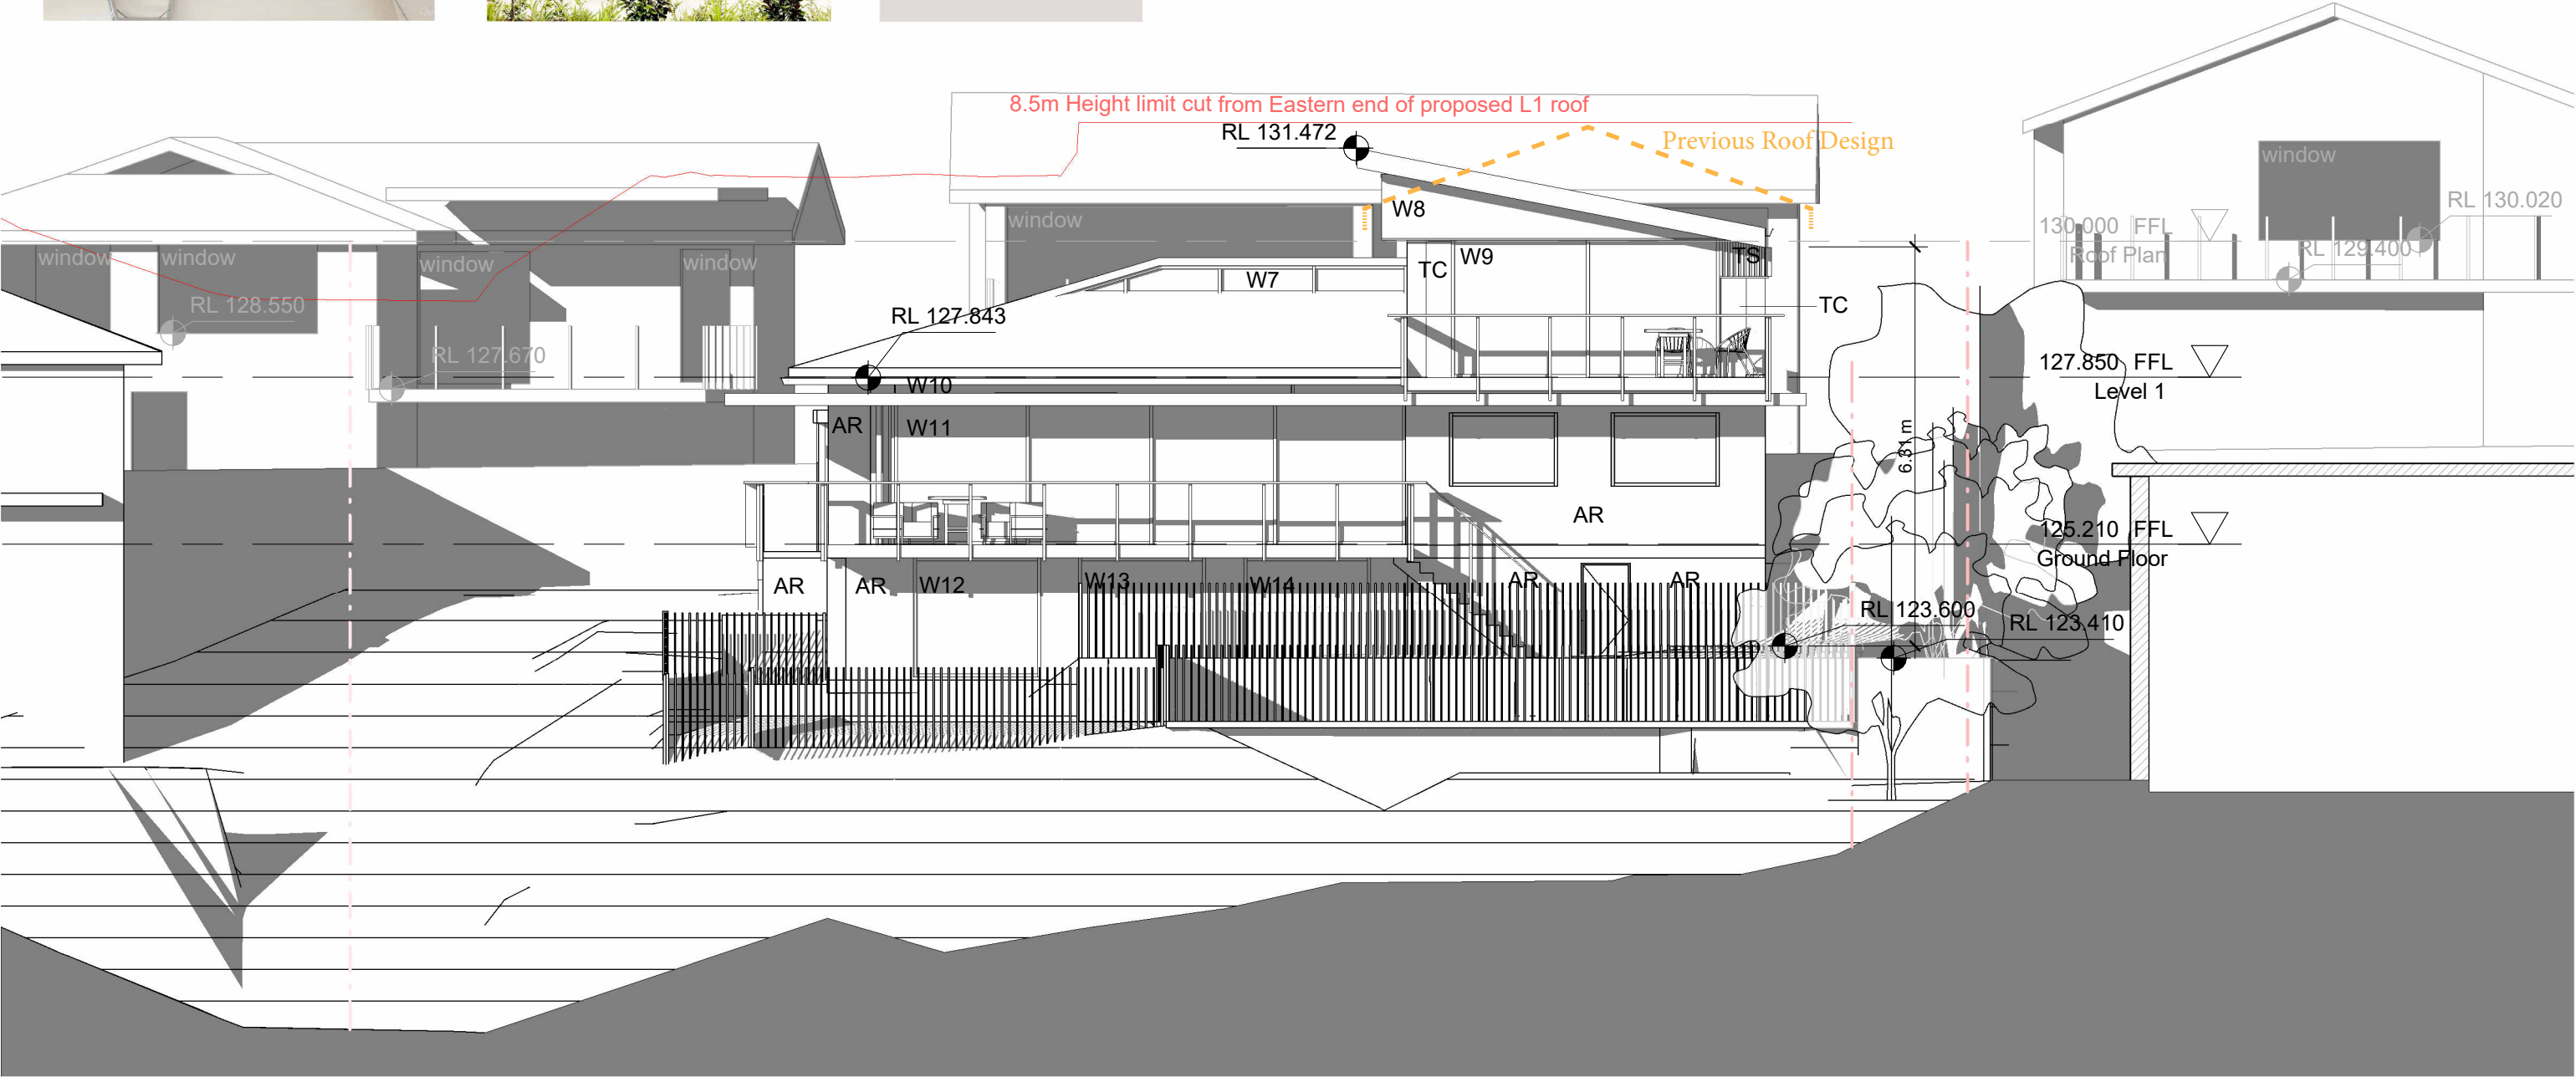 8.5m Height limit cut from Eastern end of proposed L1 roof
RL 131.472
Previous Roof Design
window
window
window
window
window
window
window
W8
RL 130.020
130.000 FFL
Roof Plan
RL 129.400
W9
TC
TS
W7
TC
RL 128.550
RL 127.843
RL 127.670
127.850 FFL
Level 1
W10
AR
W11
6.31 m
AR
125.210 FFL
Ground Floor
AR
AR
W12
W13
W14
AR
AR
RL 123.600
RL 123.410